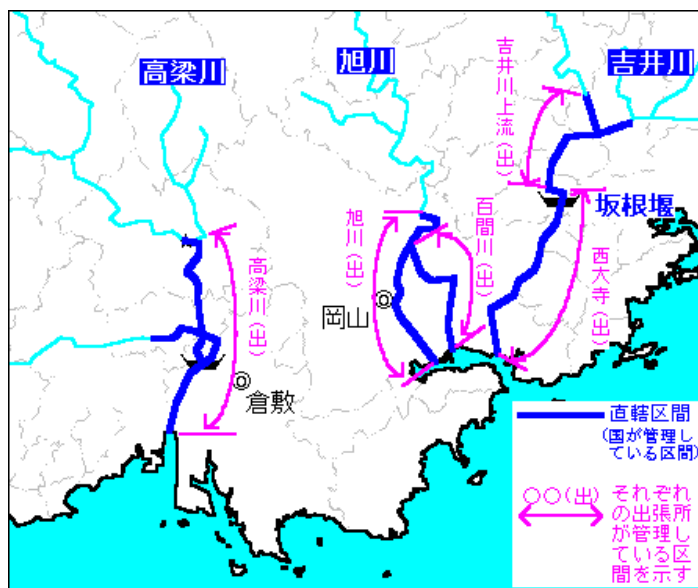 高梁川
旭川
吉井川
吉井川上流(出)
坂根堰
百間川(出)
旭川(出)
西大寺(出)
高梁川(出)
岡山
倉敷
直轄区間
(国が管理し
ている区間)
○○(出)
それぞれ
の出張所
が管理し
ている区
間を示す